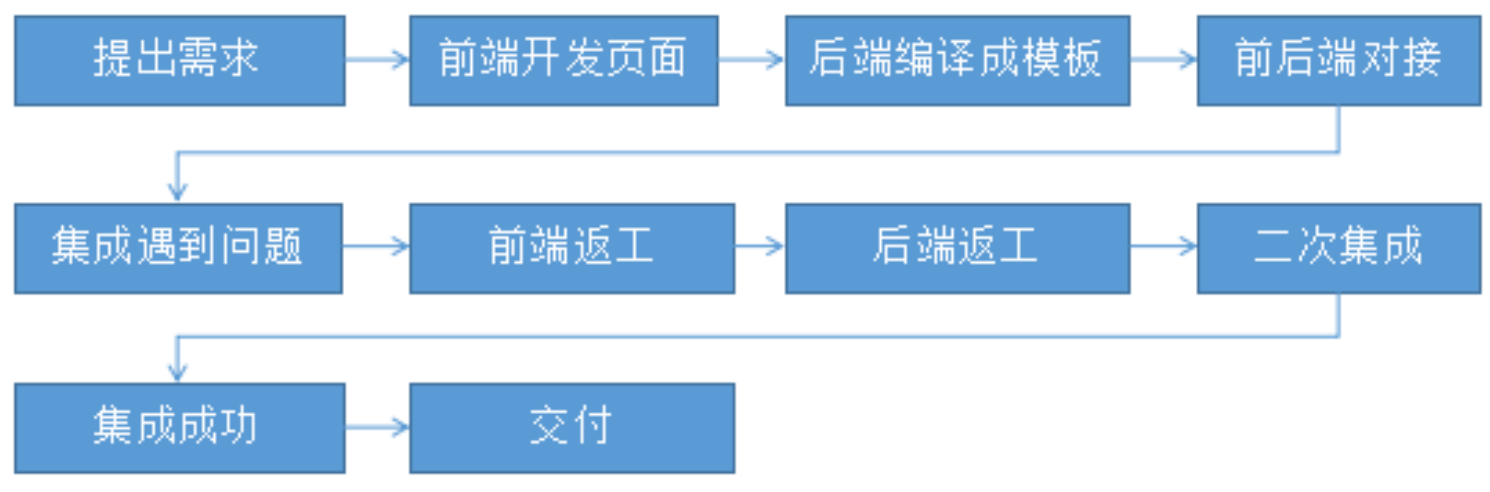 提出需求
前端开发页面
后端编译成模板
前后端对接
集成遇到问题
前端返工
后端返工
二次集成
集成成功
交付